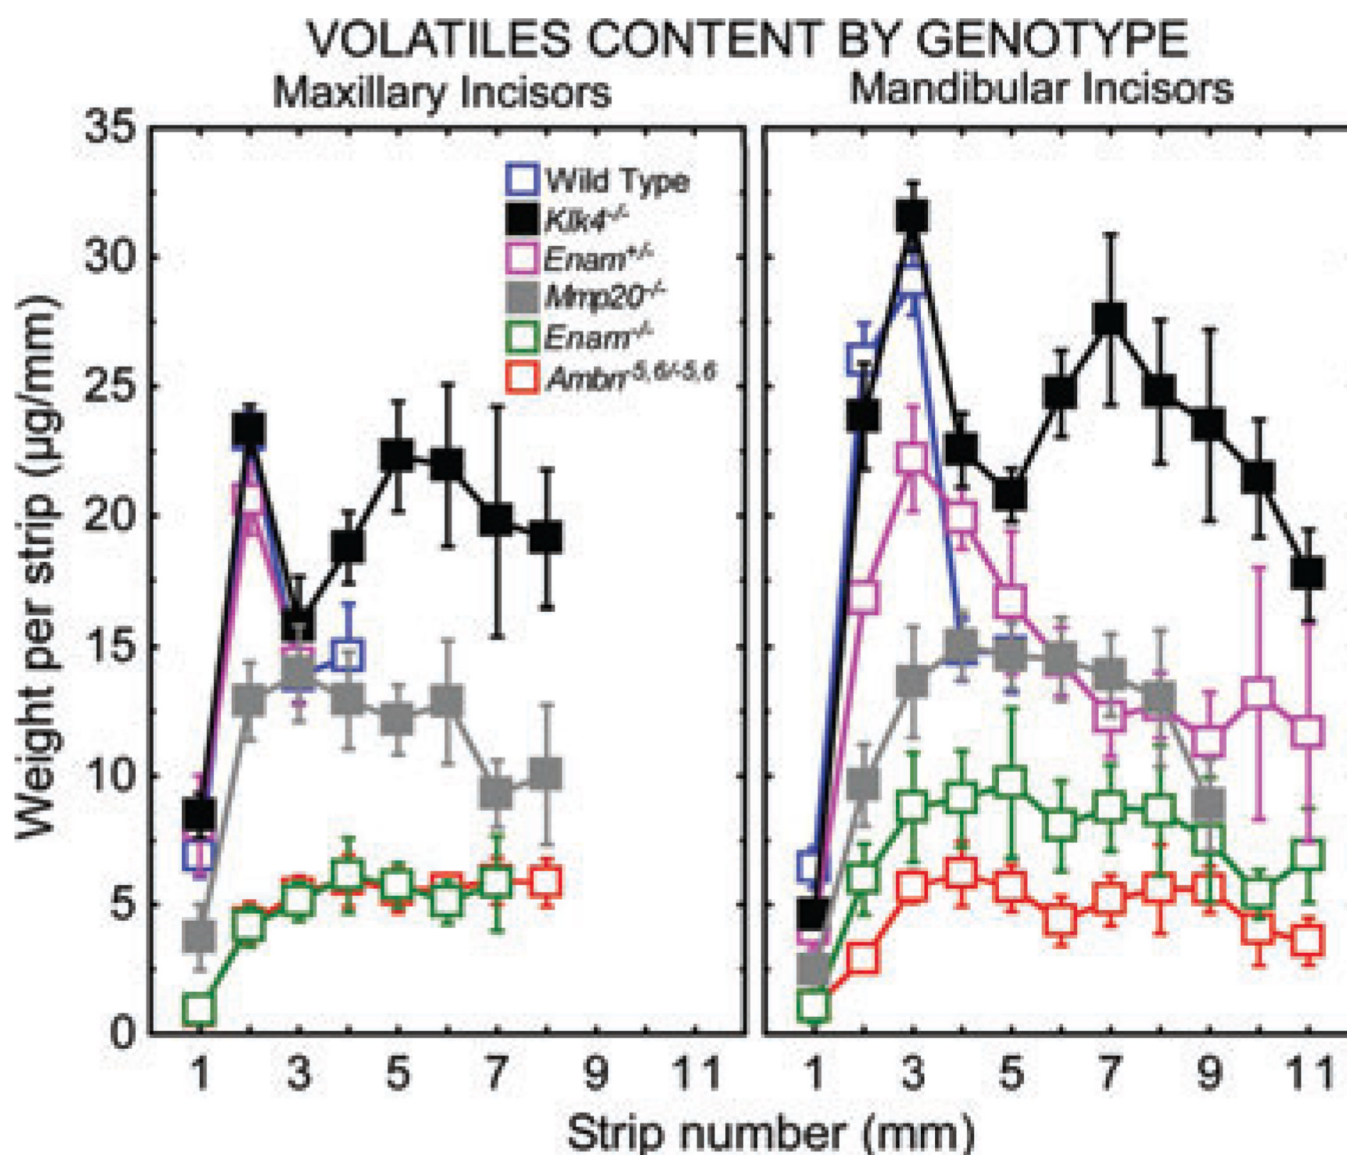 VOLATILES CONTENT BY GENOTYPE
Maxillary Incisors
Mandibular Incisors
Weight per strip (µg/mm)
35
30
25
20
15
10
5
0
Wild Type
Klk4-/-
Enam+/-
Mmp20-/-
Enam-/-
Ambn-5,6/-5,6
1 3 5 7 9 11
1 3 5 7 9 11
Strip number (mm)